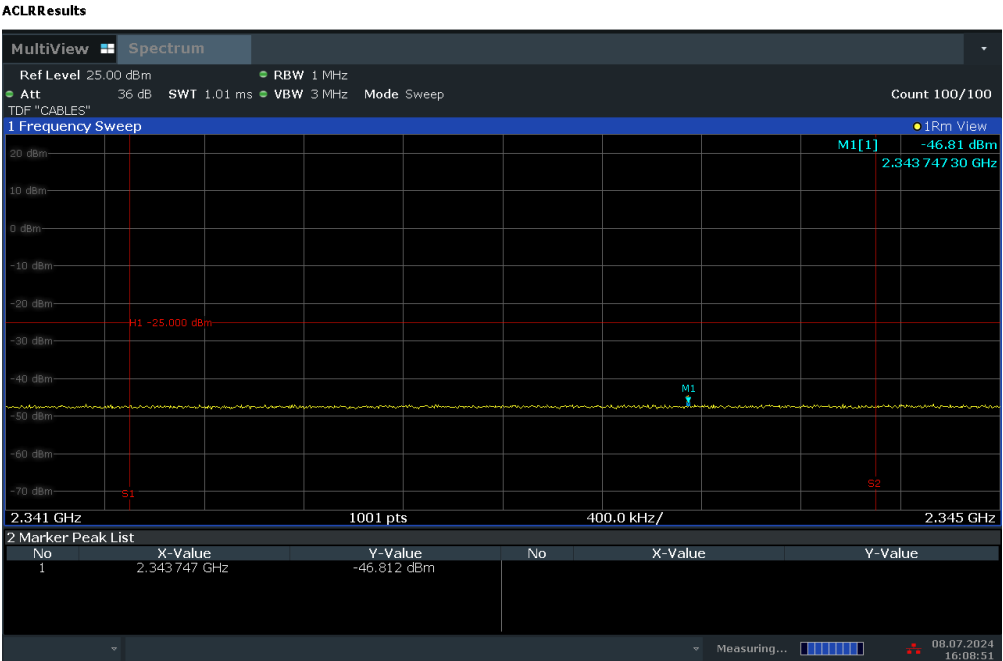 ACLRResults
MultiView Spectrum
Ref Level 25.00 dBm RBW 1 MHz
Att 36 dB SWT 1.01 ms VBW 3 MHz Mode Sweep Count 100/100
TDF "CABLES"
1 Frequency Sweep 1Rm View
M1[1] -46.81 dBm
2.343 747 30 GHz
20 dBm
10 dBm
0 dBm
-10 dBm
-20 dBm
H1 -25.000 dBm
-30 dBm
-40 dBm
M1
-50 dBm
-60 dBm
-70 dBm
S1
S2
2.341 GHz 1001 pts 400.0 kHz/ 2.345 GHz
2 Marker Peak List
No X-Value Y-Value No X-Value Y-Value
1 2.343 747 GHz -46.812 dBm
Measuring... 08.07.2024
16:08:51